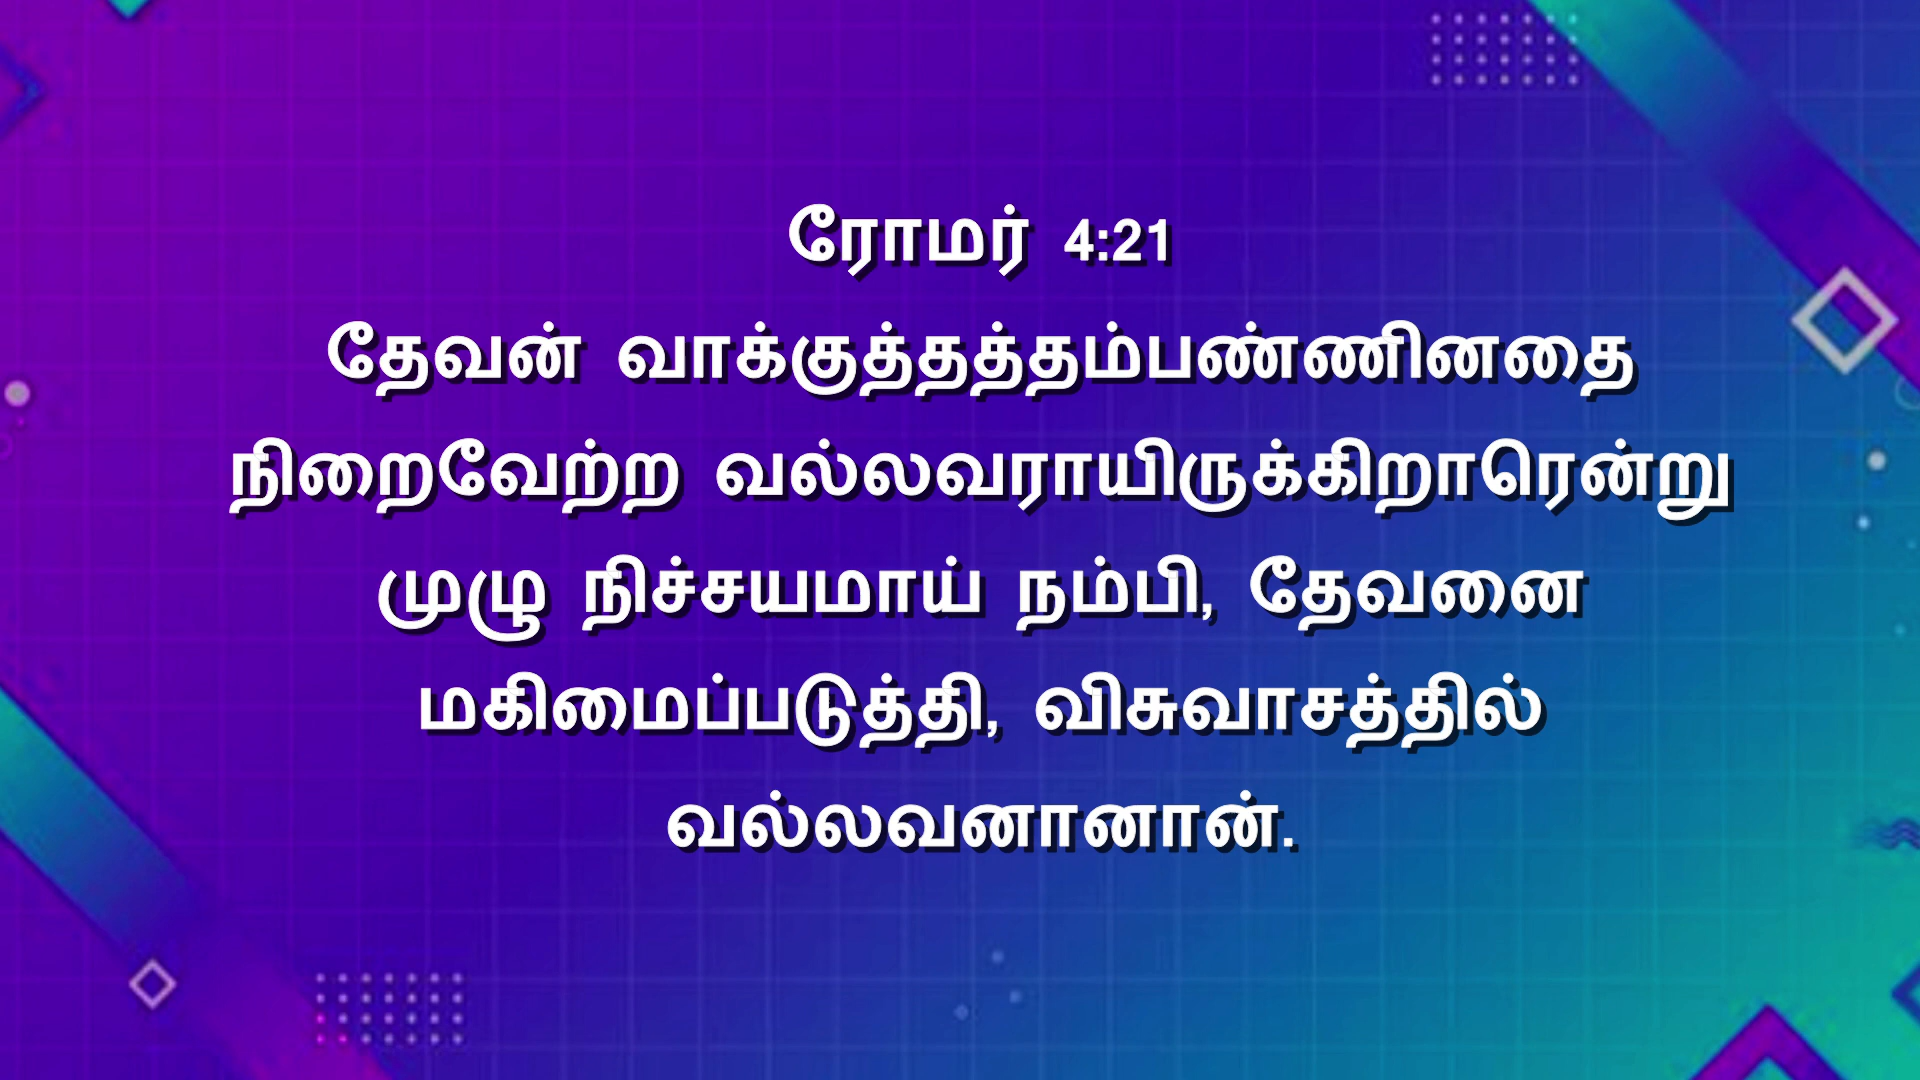 ரோமர் 4:21
தேவன் வாக்குத்தத்தம்பண்ணினதை
நிறைவேற்ற வல்லவராயிருக்கிறாரென்று
முழு நிச்சயமாய் நம்பி, தேவனை
மகிமைப்படுத்தி, விசுவாசத்தில்
வல்லவனானான்.